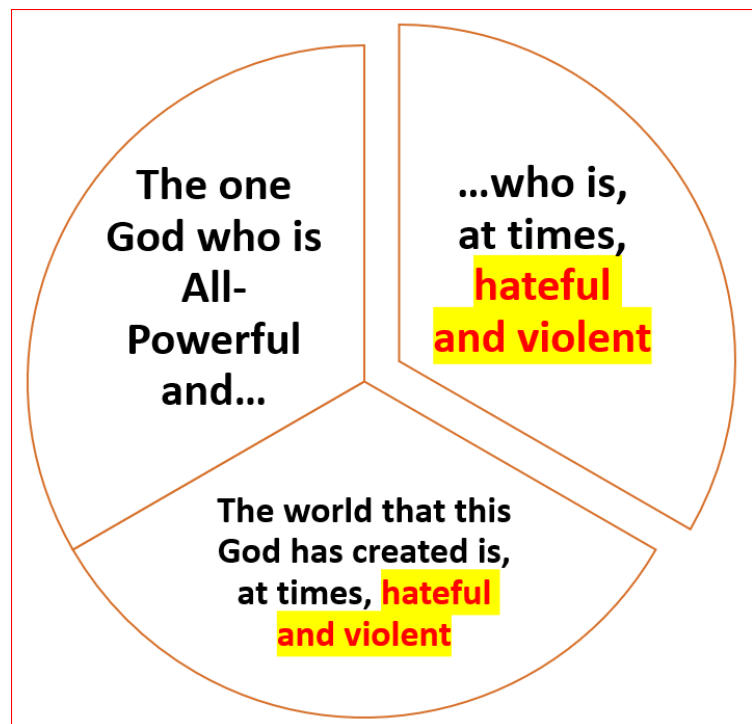 The one
God who is
All-
Powerful
and…
…who is,
at times,
hateful
and violent
The world that this
God has created is,
at times, hateful
and violent